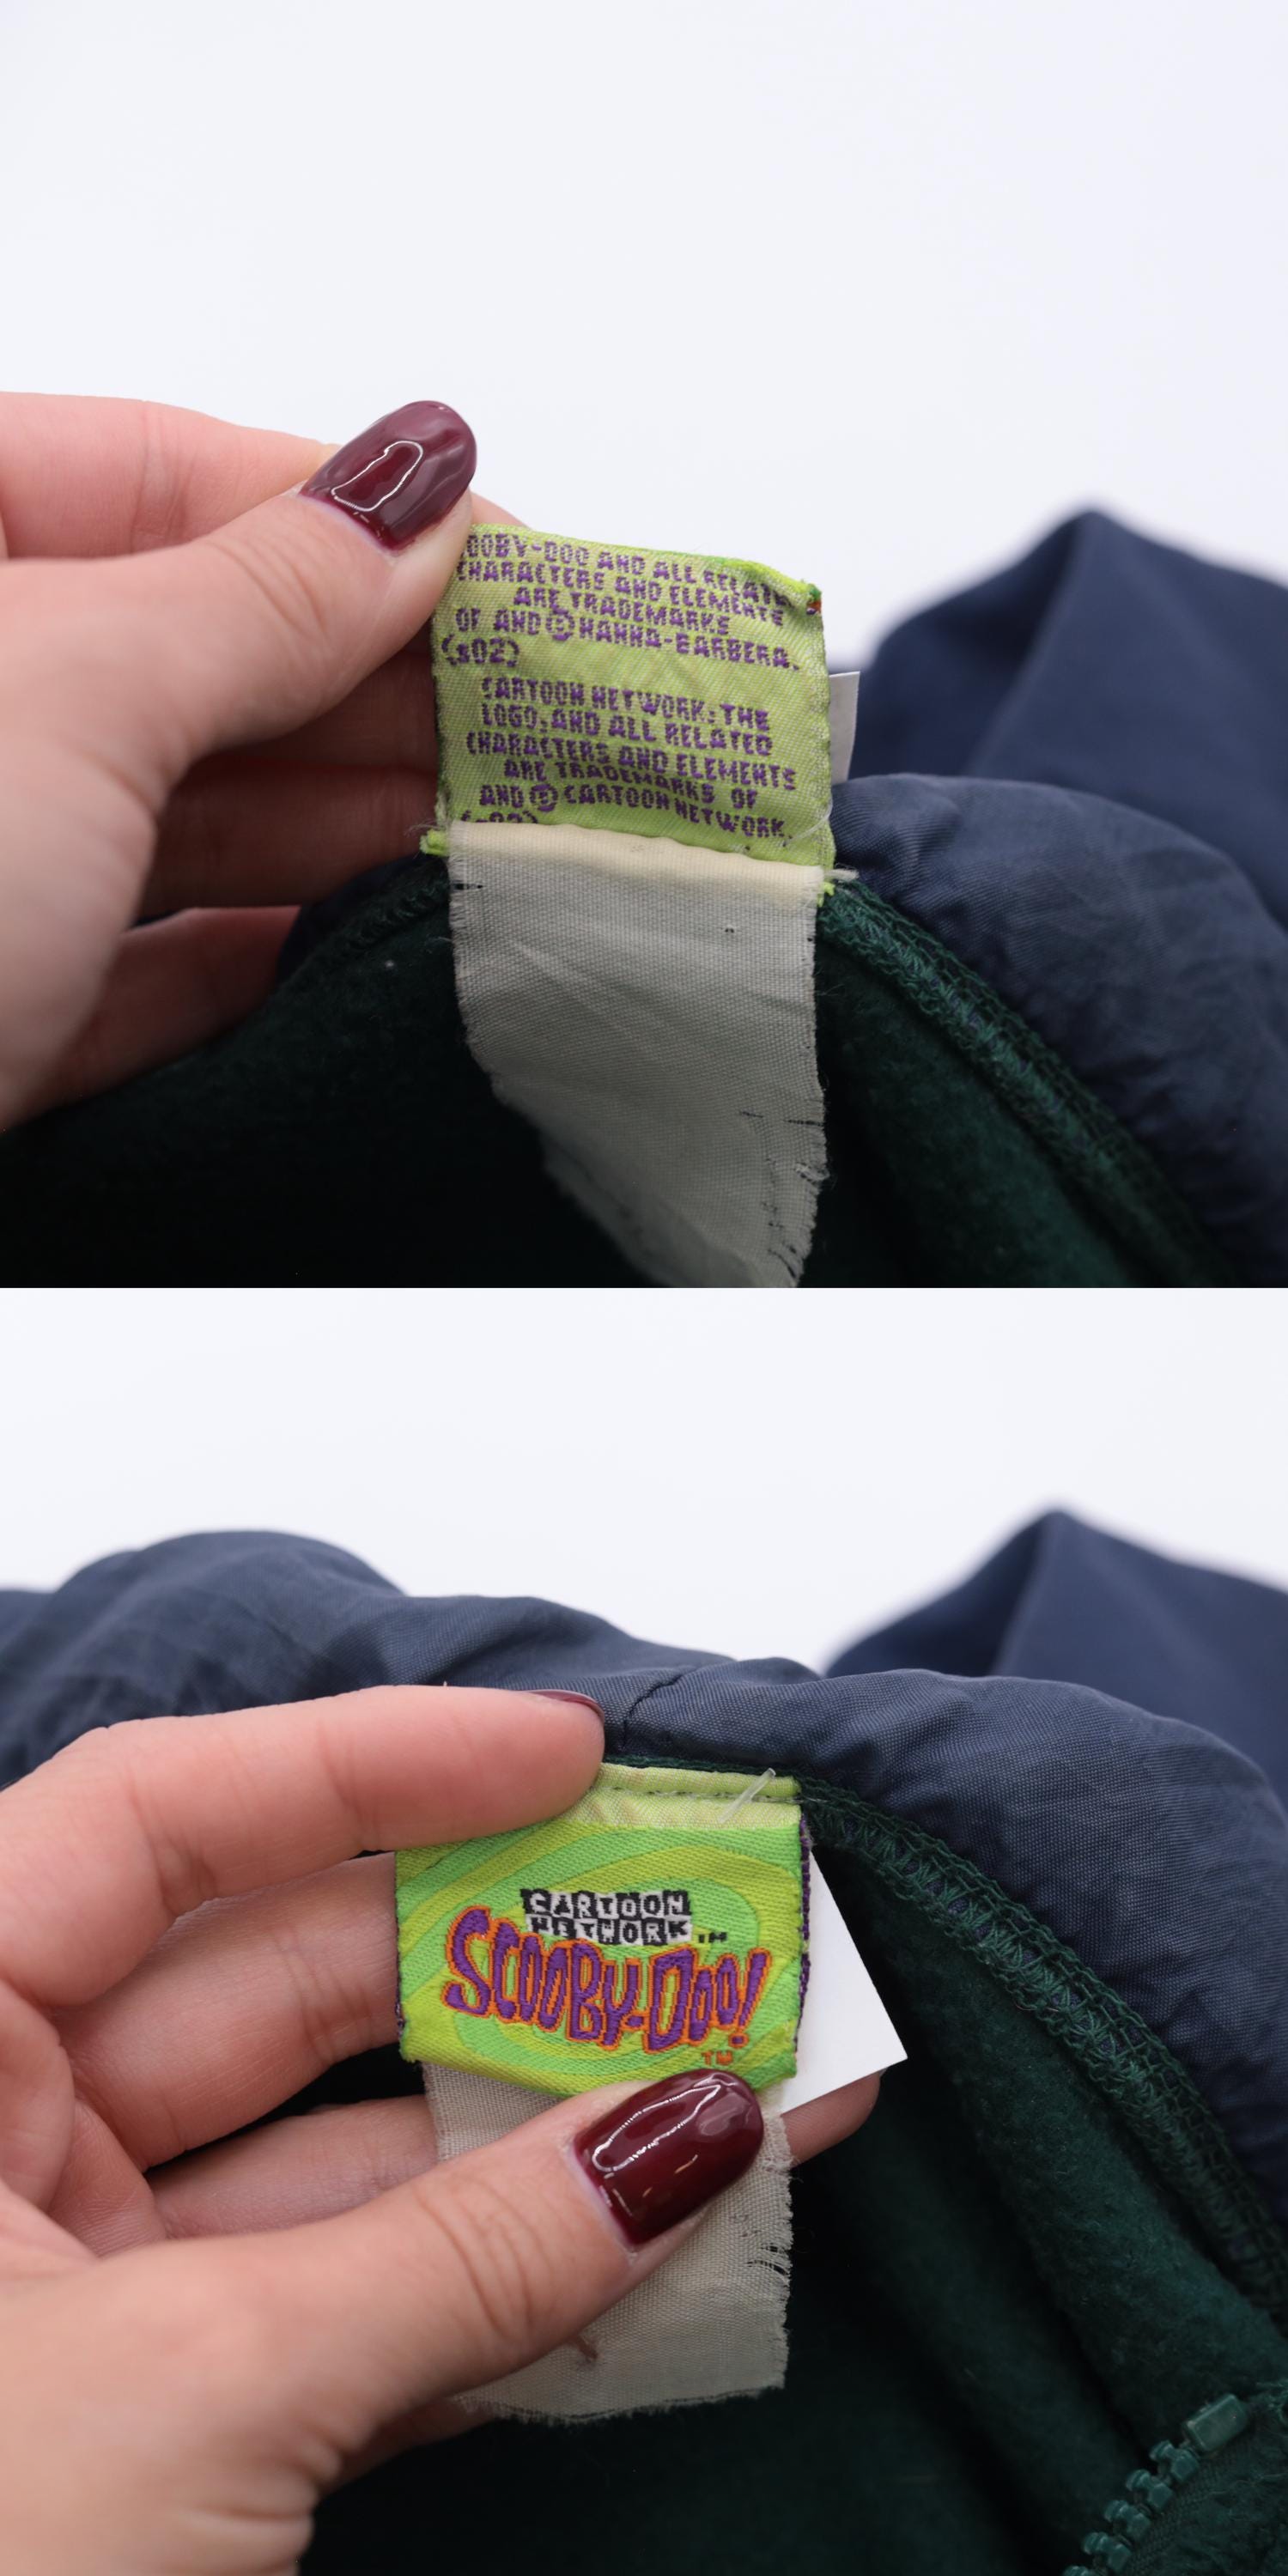 OOBY-DOO AND ALL RELATE
CHARACTERS AND ELEMENTS
ARE TRADEMARKS
OF AND © HANNA-BARBERA.
(s02)
CARTOON NETWORK: THE
LOGO, AND ALL RELATED
CHARACTERS AND ELEMENTS
ARE TRADEMARKS OF
AND © CARTOON NETWORK.
CARTOON
NETWORK TM
SCOOBY-DOO!
TM